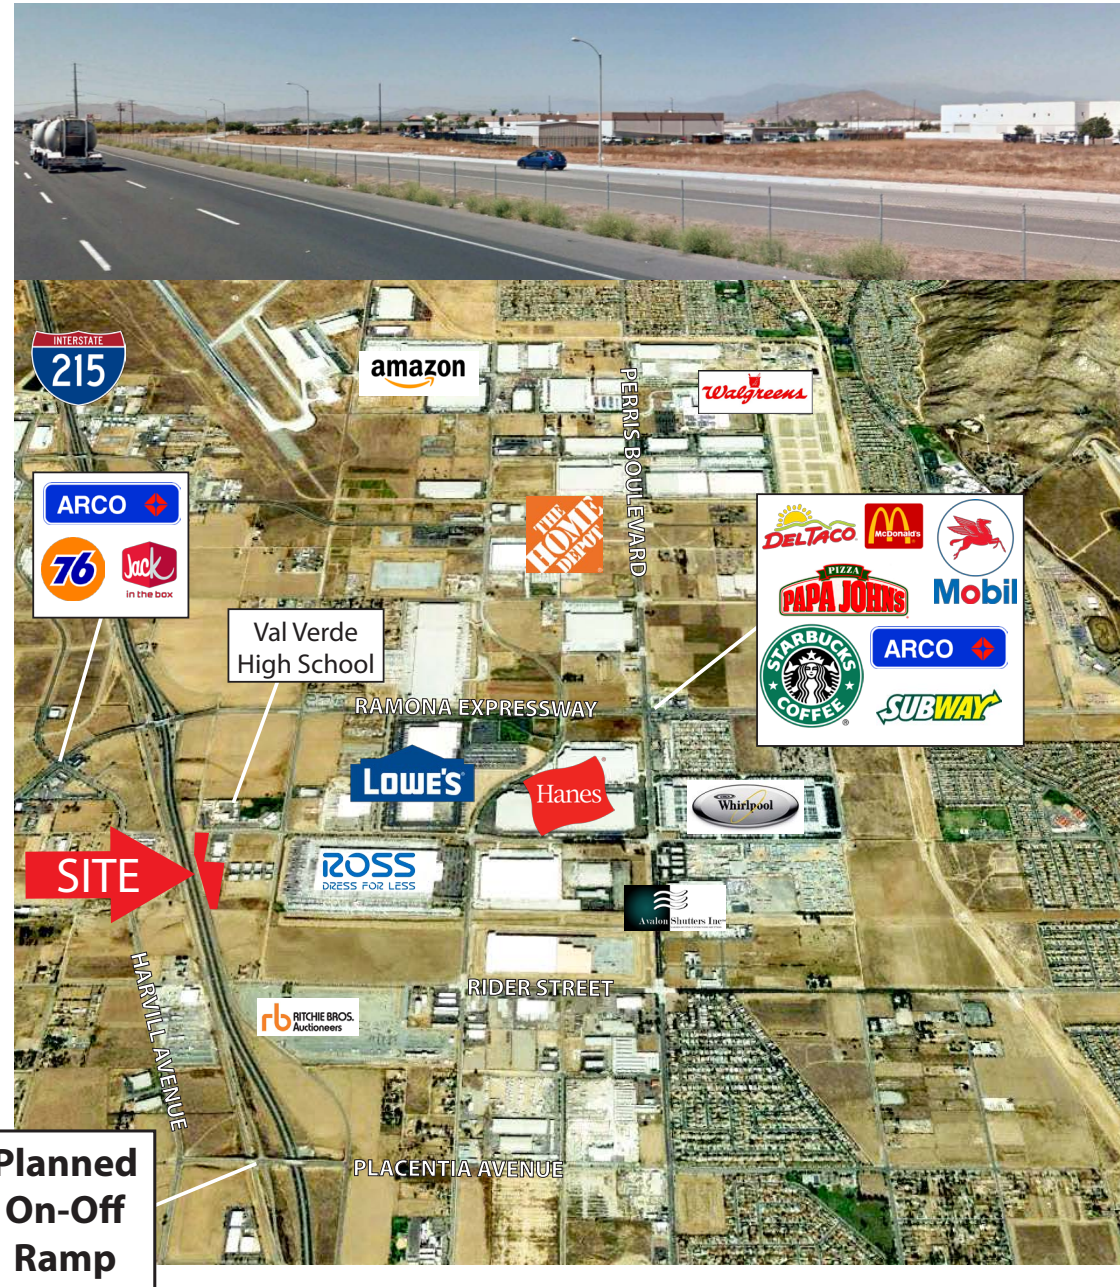 INTERSTATE
215
amazon
PERRIS BOULEVARD
Walgreens
ARCO
76
Jack
in the box
THE
HOME
DEPOT
DEL TACO
McDonald's
Mobil
PIZZA
PAPA JOHNS
STARBUCKS
COFFEE
ARCO
SUBWAY
Val Verde
High School
RAMONA EXPRESSWAY
LOWE'S
Hanes
Whirlpool
SITE
ROSS
DRESS FOR LESS
Avalon Shutters Inc
HARVILL AVENUE
RIDER STREET
rb RITCHIE BROS.
Auctioneers
PLACENTIA AVENUE
Planned
On-Off
Ramp